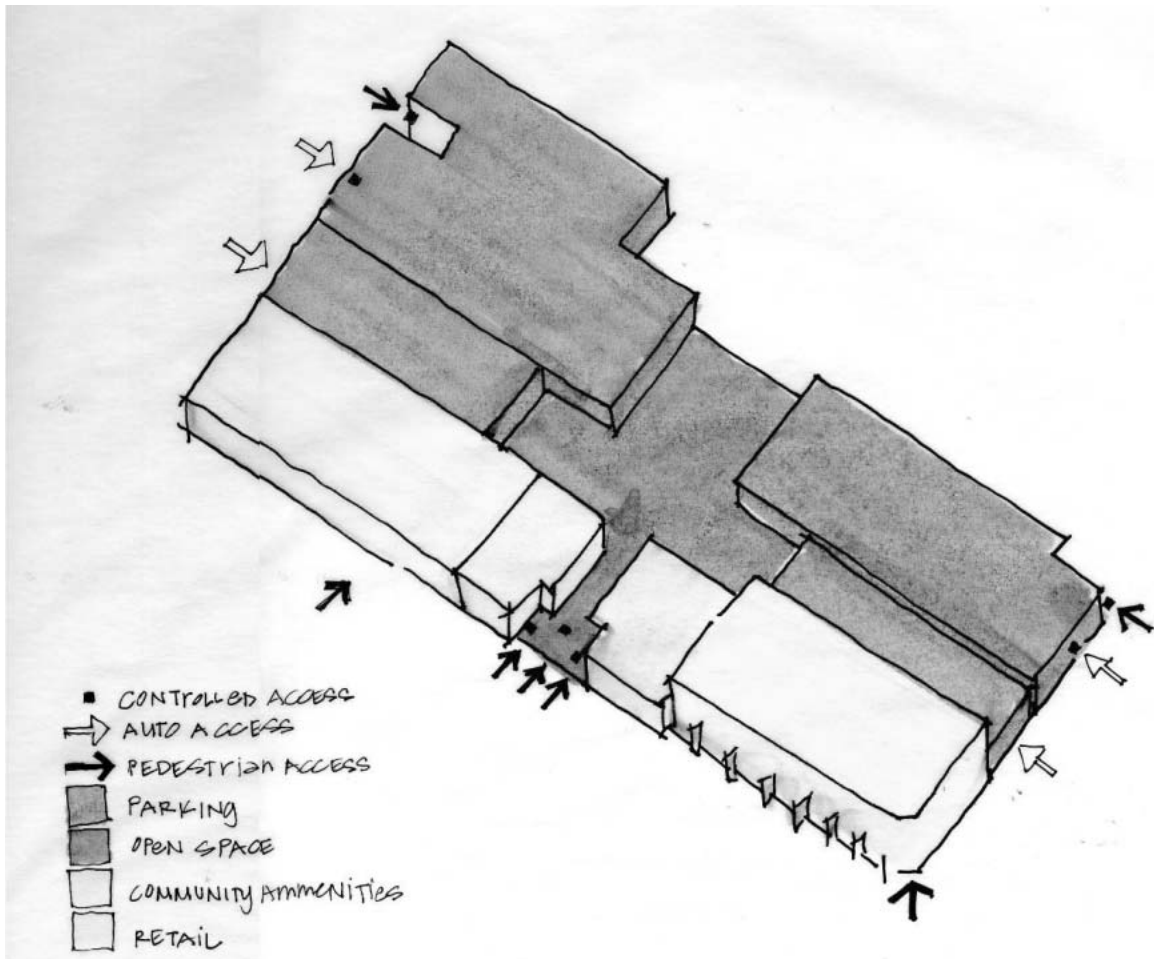 CONTROLLED ACCESS
AUTO ACCESS
PEDESTRIAN ACCESS
PARKING
OPEN SPACE
COMMUNITY AMMENITIES
RETAIL